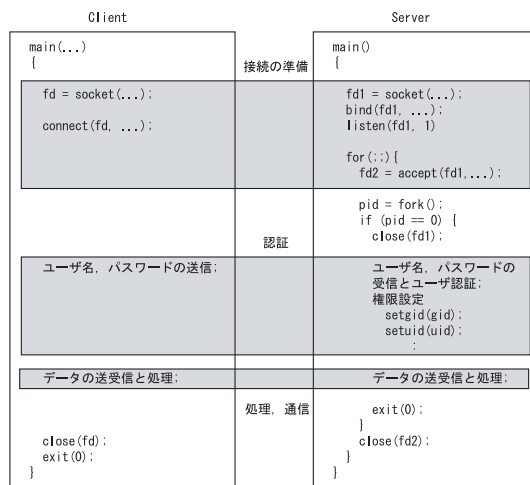 Client
main(...)
{
fd = socket(...);
connect(fd, ...);
ユーザ名，パスワードの送信;
データの送受信と処理;
close(fd);
exit(0);
}
接続の準備
認証
処理，通信
Server
main()
{
fd1 = socket(...);
bind(fd1, ...);
listen(fd1, 1)
for(;;){
fd2 = accept(fd1,...);
pid = fork();
if (pid == 0) {
close(fd1);
ユーザ名，パスワードの
受信とユーザ認証;
権限設定
setgid(gid);
setuid(uid);
:
データの送受信と処理;
exit(0);
}
close(fd2);
}
}